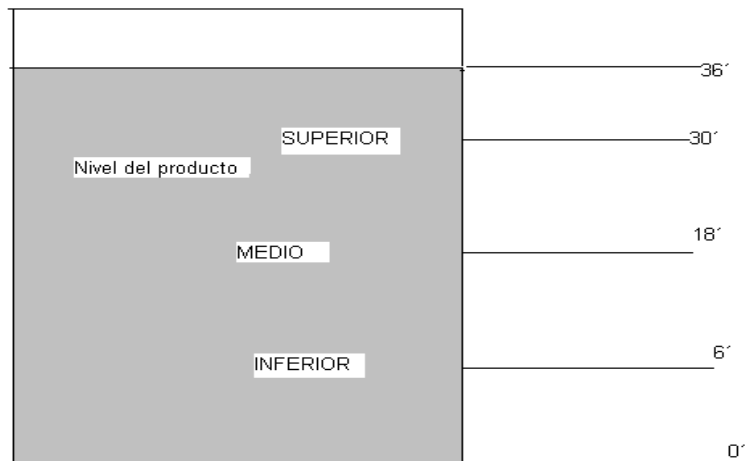 36´
SUPERIOR
30´
Nivel del producto
18´
MEDIO
6´
INFERIOR
0´